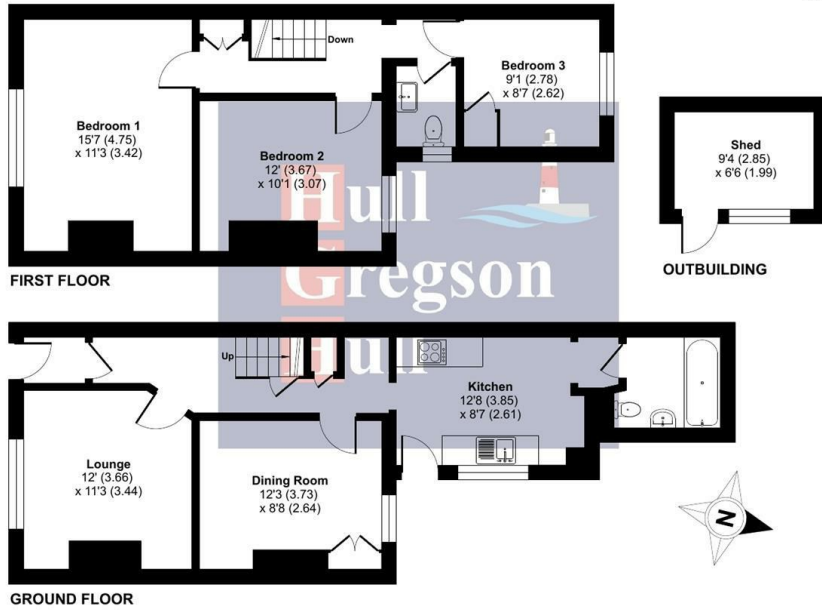 Down
Bedroom 1
15'7 (4.75)
x 11'3 (3.42)
Bedroom 2
12' (3.67)
x 10'1 (3.07)
Bedroom 3
9'1 (2.78)
x 8'7 (2.62)
Shed
9'4 (2.85)
x 6'6 (1.99)
FIRST FLOOR
OUTBUILDING
Hull
Gregson
Hull
Up
Kitchen
12'8 (3.85)
x 8'7 (2.61)
Lounge
12' (3.66)
x 11'3 (3.44)
Dining Room
12'3 (3.73)
x 8'8 (2.64)
N
GROUND FLOOR